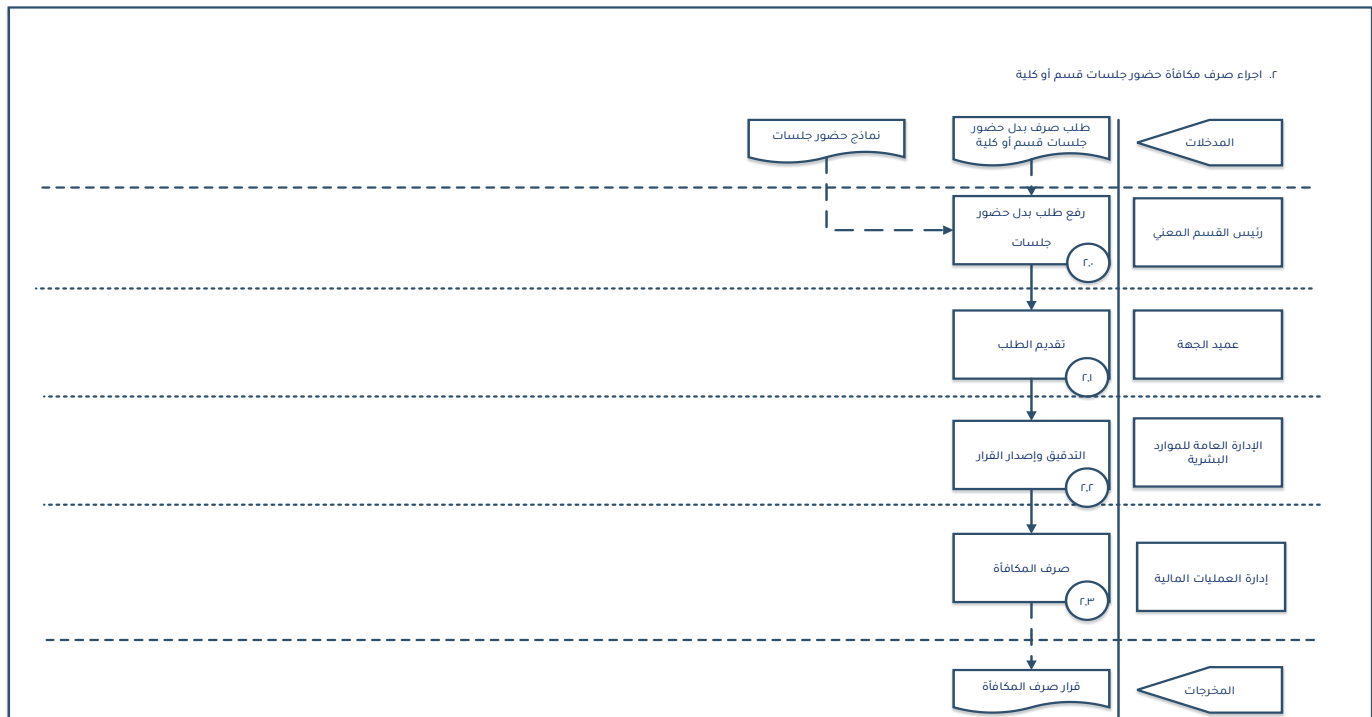 ٢. اجراء صرف مكافأة حضور جلسات قسم أو كلية
المدخلات
طلب صرف بدل حضور
جلسات قسم أو كلية
نماذج حضور جلسات
رئيس القسم المعني
رفع طلب بدل حضور
جلسات
٢,٠
عميد الجهة
تقديم الطلب
٢,١
الإدارة العامة للموارد
البشرية
التدقيق وإصدار القرار
٢,٢
إدارة العمليات المالية
صرف المكافأة
٢,٣
المخرجات
قرار صرف المكافأة